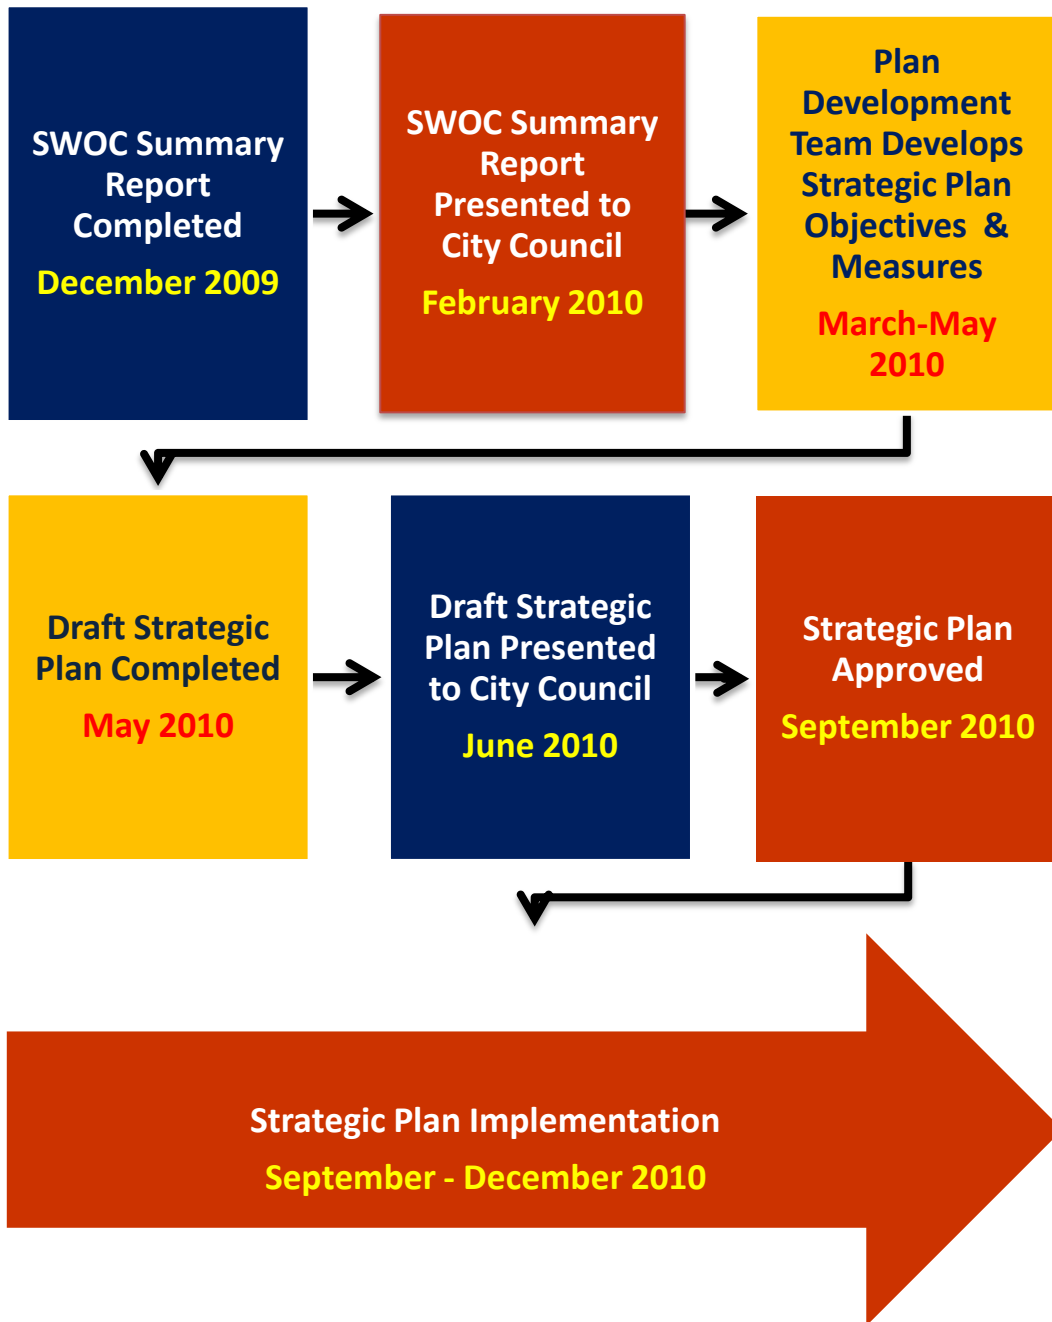 SWOC Summary
Report
Completed
December 2009
SWOC Summary
Report
Presented to
City Council
February 2010
Plan
Development
Team Develops
Strategic Plan
Objectives  &
Measures
March-May
2010
Draft Strategic
Plan Completed
May 2010
Draft Strategic
Plan Presented
to City Council
June 2010
Strategic Plan
Approved
September 2010
Strategic Plan Implementation
September - December 2010